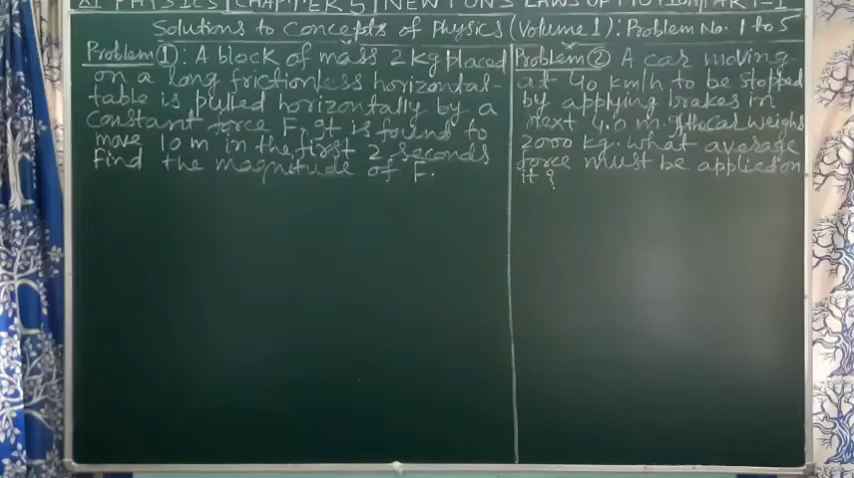 XI PHYSICS | CHAPTER 5 | NEWTON'S LAWS OF MOTION | PART-1
Solutions to Concepts of Physics (Volume 1): Problem No. 1 to 5
Problem ①: A block of mass 2 kg placed
on a long frictionless horizontal
table is pulled horizontally by a
constant force F. It is found to
move 10 m in the first 2 seconds
find the magnitude of F.
Problem ② A car moving
at 40 km/h to be stopped
by applying brakes in
next 4.0 m. If the car weighs
2000 kg. what average
force must be applied on
it?